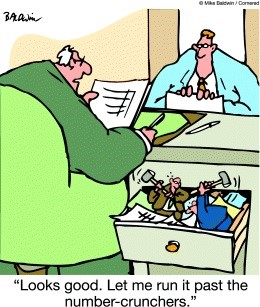 © Mike Baldwin / Cornered
BALDWIN
“Looks good. Let me run it past the
number-crunchers.”